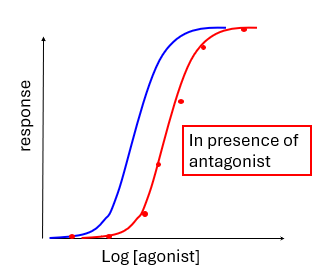 response
In presence of
antagonist
Log [agonist]